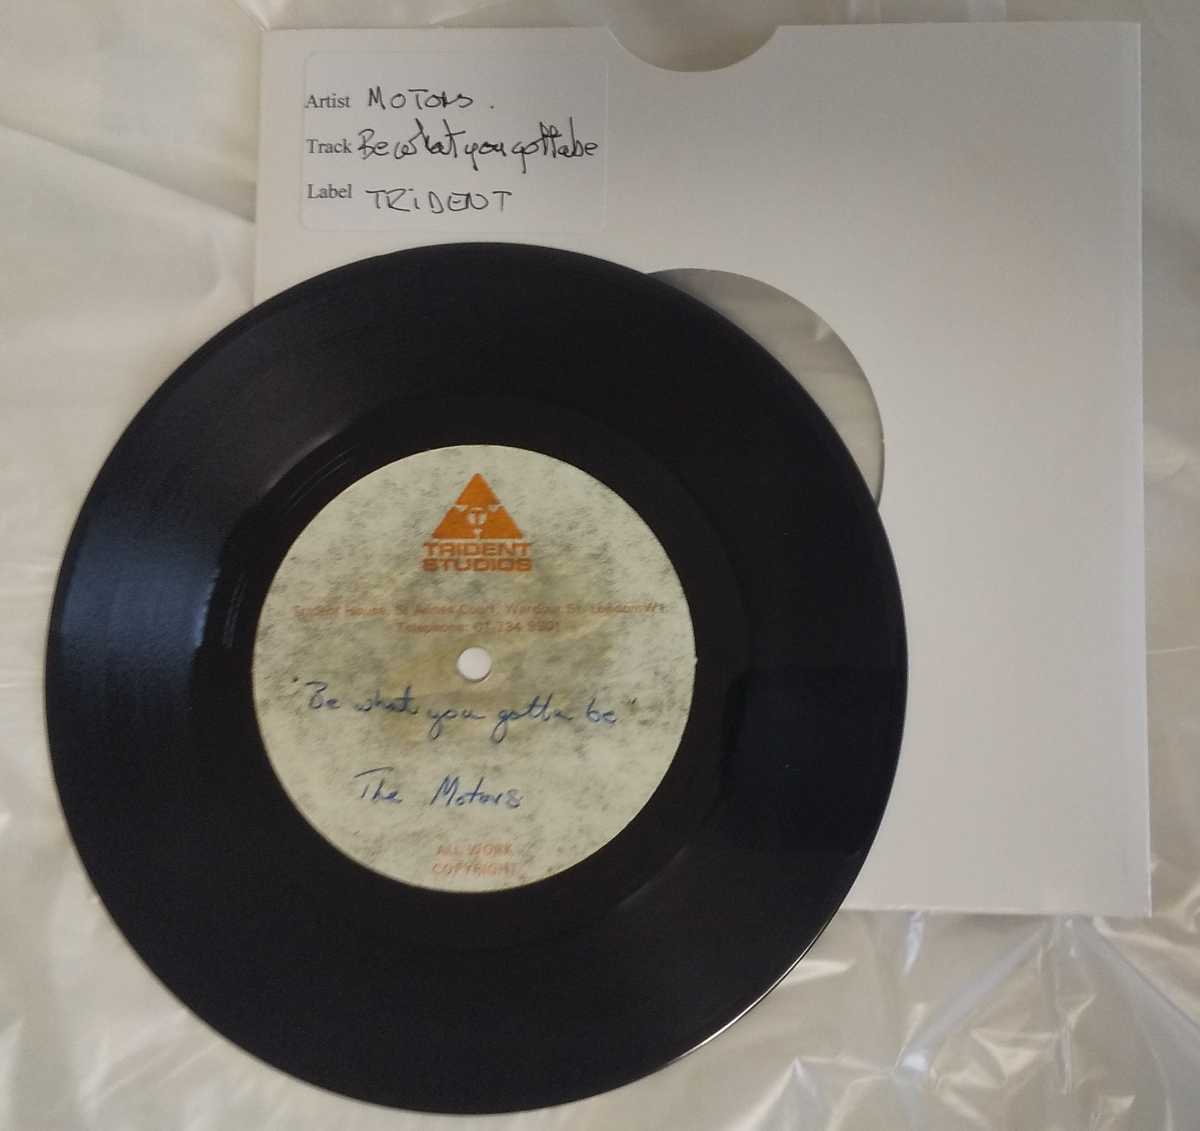 Artist MOTORS.
Track Be what you gotta be
Label TRiDENT
T
TRIDENT
STUDIOS
Trident House, St Annes Court, Wardour St. London W1.
Telephone: 01 734 9901
"Be what you gotta be"
The Motors
ALL WORK
COPYRIGHT